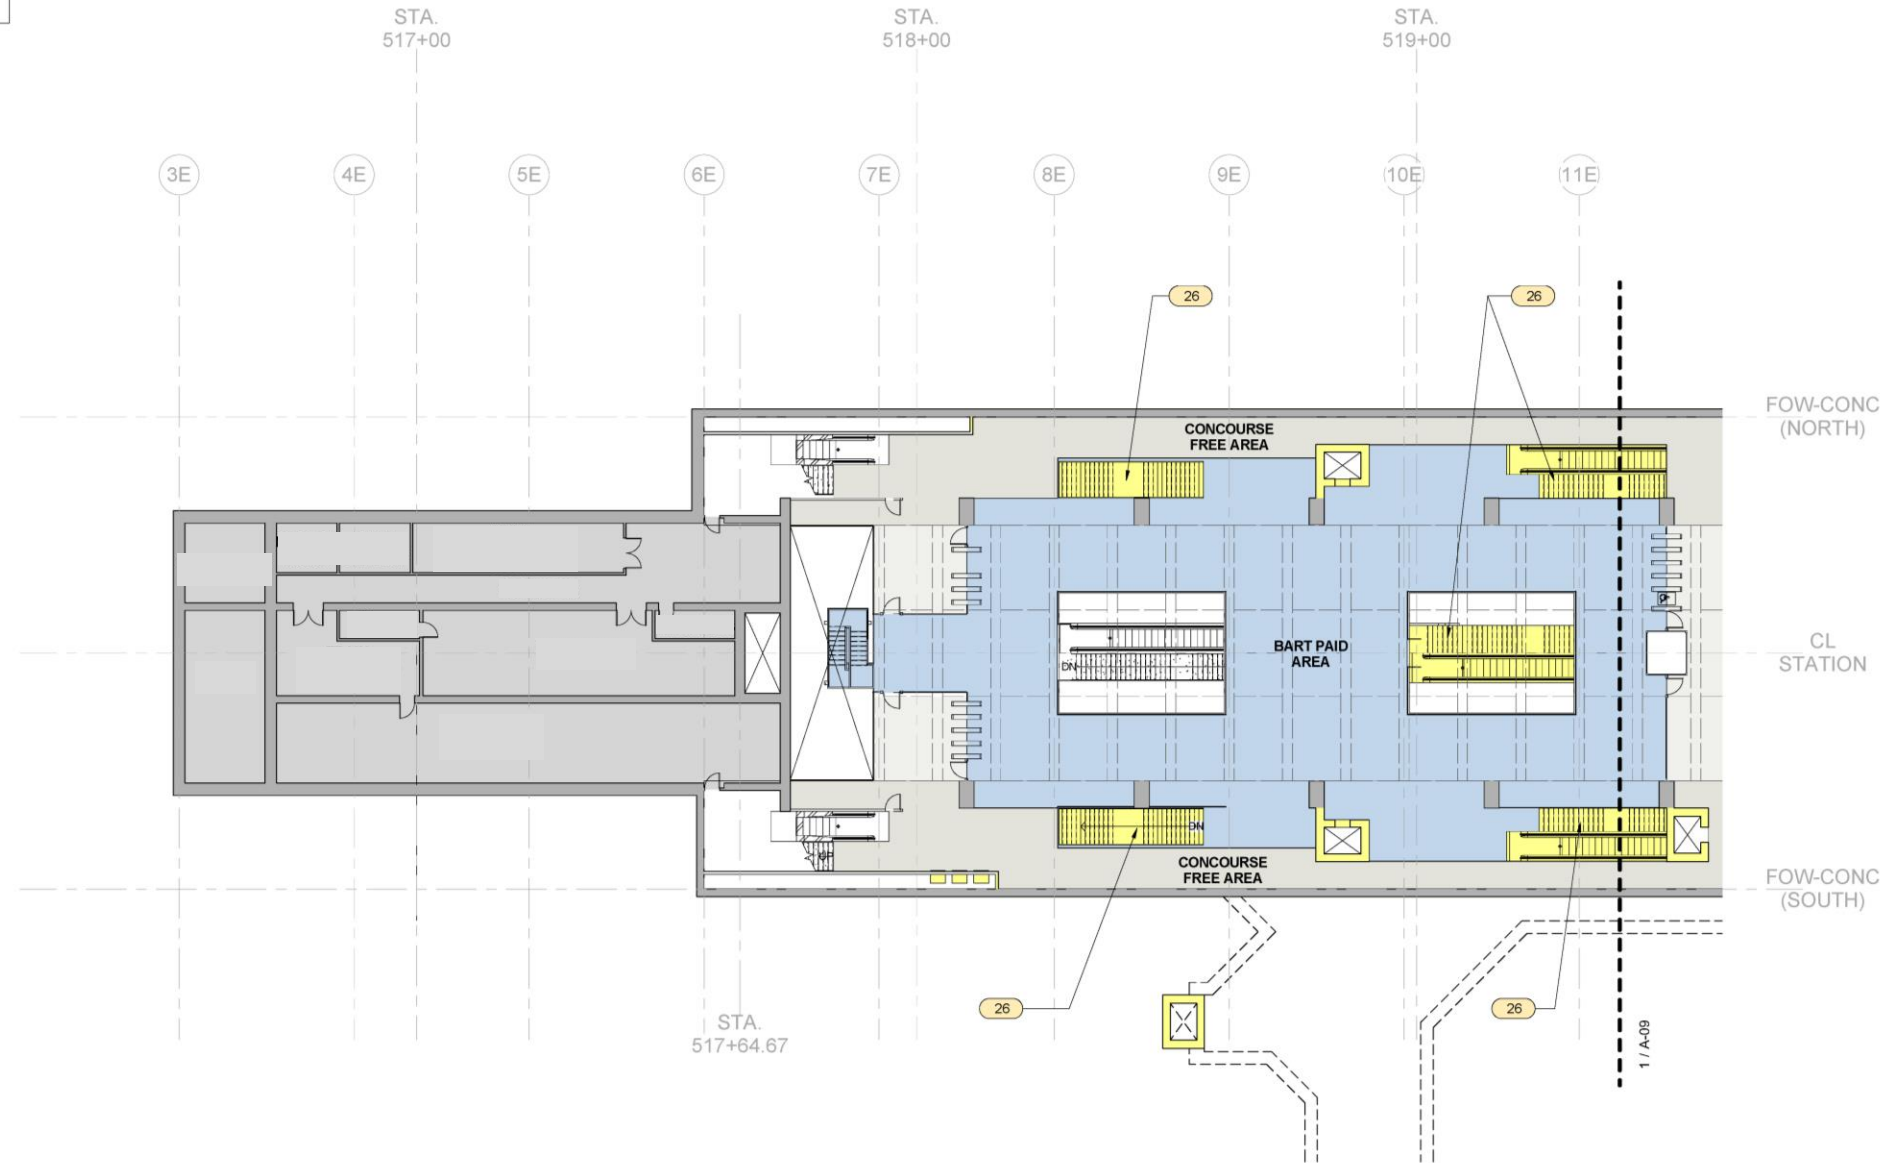 STA.
517+00
STA.
518+00
STA.
519+00
3E
4E
5E
6E
7E
8E
9E
10E
11E
26
26
FOW-CONC
(NORTH)
CONCOURSE
FREE AREA
BART PAID
AREA
DN
CL
STATION
DN
CONCOURSE
FREE AREA
FOW-CONC
(SOUTH)
26
26
STA.
517+64.67
1 / A-09